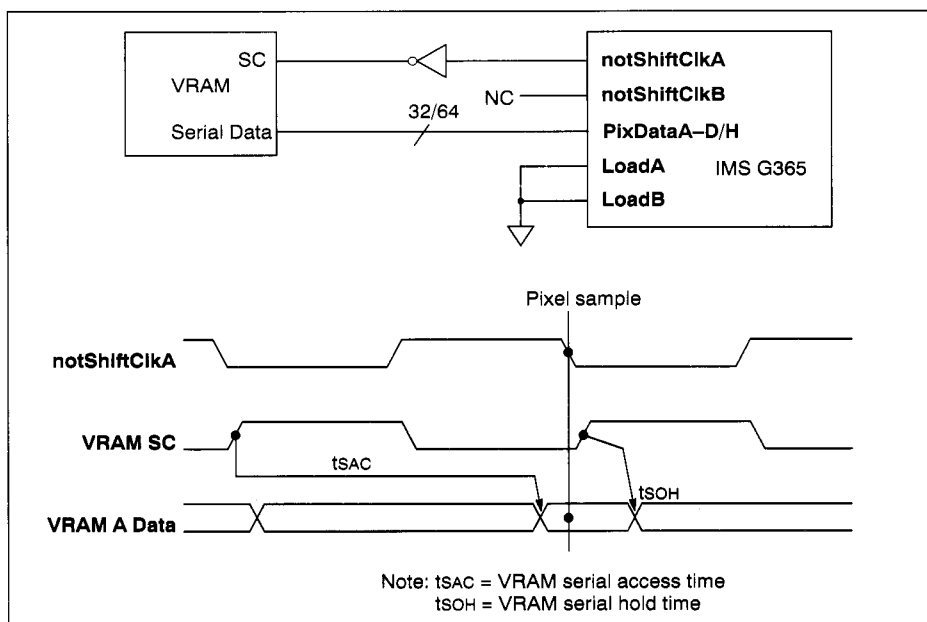 SC
VRAM
Serial Data
32/64
NC
notShiftClkA
notShiftClkB
PixDataA–D/H
LoadA
IMS G365
LoadB
Pixel sample
notShiftClkA
VRAM SC
tSAC
tSOH
VRAM A Data
Note: tSAC = VRAM serial access time
tSOH = VRAM serial hold time